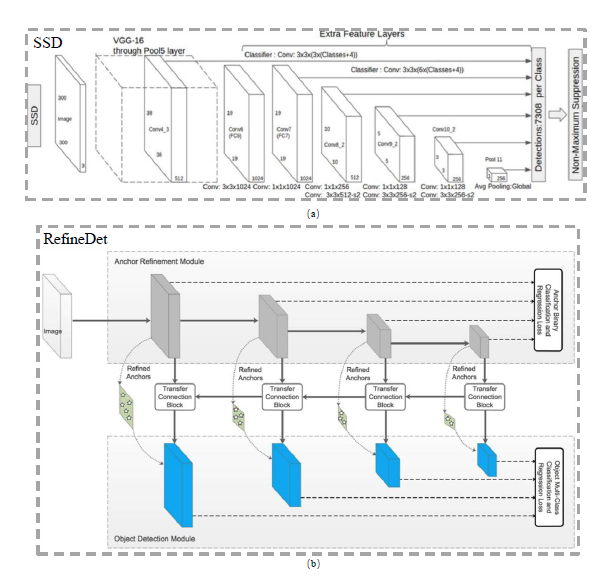 SSD
VGG-16
through Pool5 layer
Extra Feature Layers
Classifier : Conv: 3x3x(3x(Classes+4))
Classifier : Conv: 3x3x(6x(Classes+4))
SSD
300
Image
300
3
38
Conv4_3
38
512
19
Conv6
(FC6)
19
1024
19
Conv7
(FC7)
19
1024
10
Conv8_2
10
512
5
Conv9_2
5
256
Conv10_2
3
3
256
Pool 11
256
Avg Pooling:Global
Conv: 3x3x1024
Conv: 1x1x1024
Conv: 1x1x256
Conv: 3x3x512-s2
Conv: 1x1x128
Conv: 3x3x256-s2
Conv: 1x1x128
Conv: 3x3x256-s2
Detections:7308 per Class
Non-Maximum Suppression
(a)
RefineDet
Anchor Refinement Module
Image
Anchor Binary
Classification and
Regression Loss
Refined
Anchors
Refined
Anchors
Refined
Anchors
Refined
Anchors
Transfer
Connection
Block
Transfer
Connection
Block
Transfer
Connection
Block
Transfer
Connection
Block
Object Multi-Class
Classification and
Regression Loss
Object Detection Module
(b)